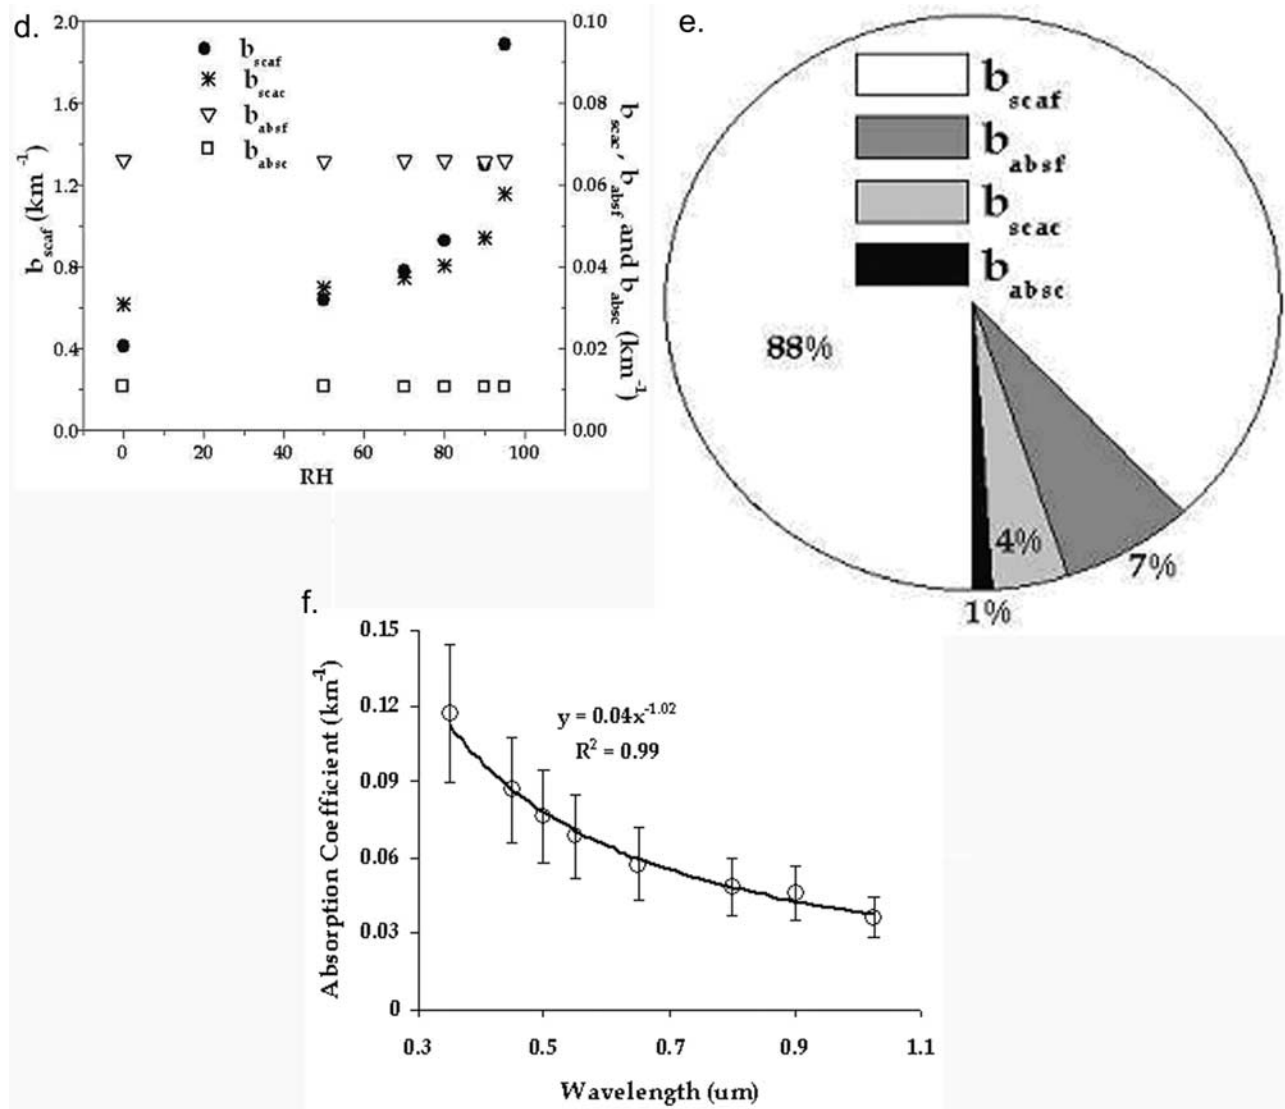 d.
2.0
1.6
1.2
0.8
0.4
0.0
b_scaf (km⁻¹)
b_scaf
b_scac
b_absf
b_absc
0.10
0.08
0.06
0.04
0.02
0.00
b_scac, b_absf and b_absc (km⁻¹)
0 20 40 60 80 100
RH
e.
b_scaf
b_absf
b_scac
b_absc
88%
4%
7%
1%
f.
0.15
0.12
0.09
0.06
0.03
0
Absorption Coefficient (km⁻¹)
y = 0.04x⁻¹·⁰²
R² = 0.99
0.3 0.5 0.7 0.9 1.1
Wavelength (um)